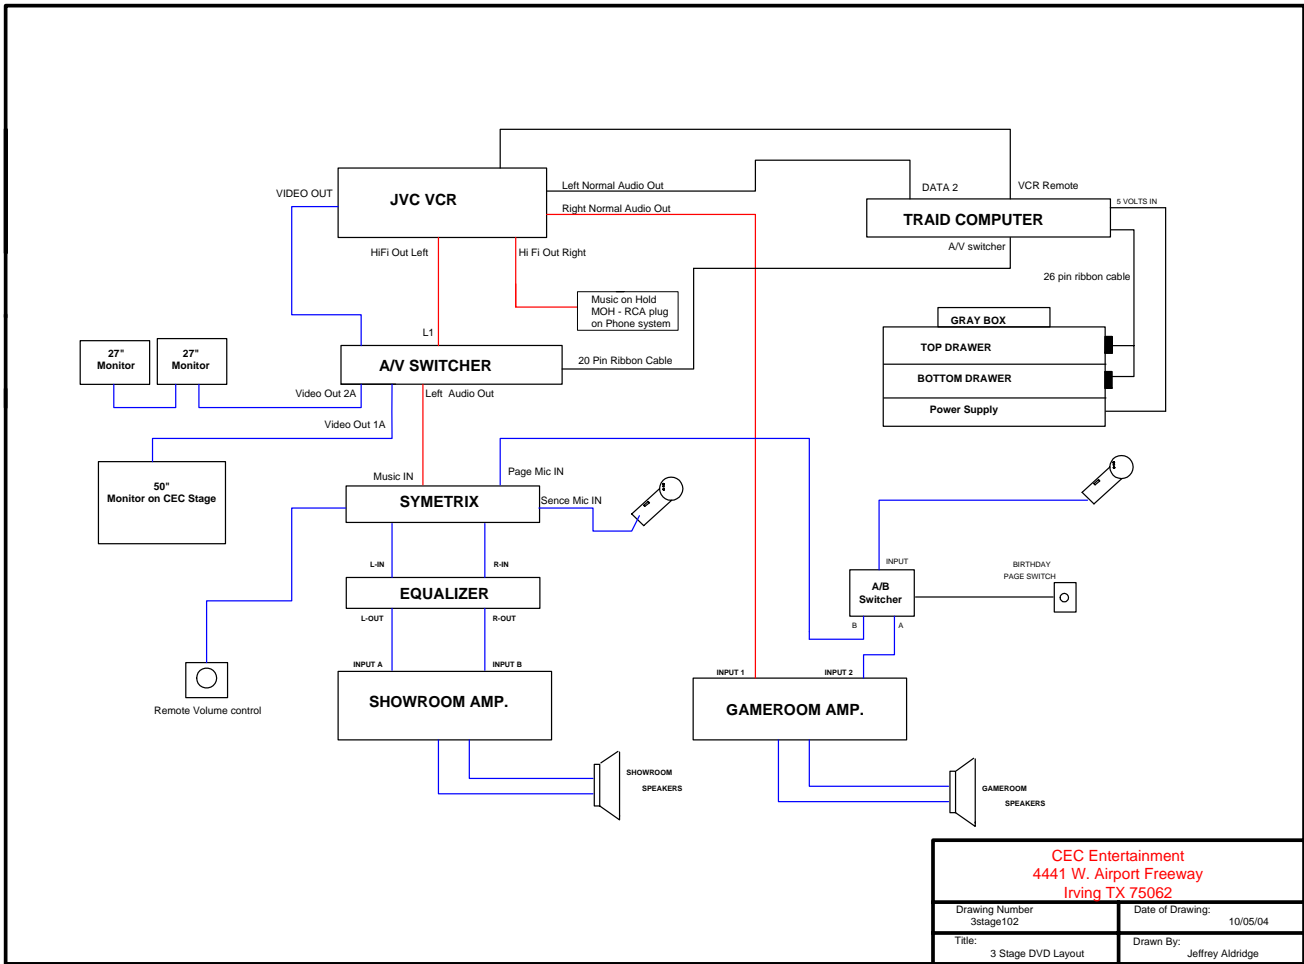 VIDEO OUT
JVC VCR
Left Normal Audio Out
Right Normal Audio Out
DATA 2
VCR Remote
5 VOLTS IN
TRAID COMPUTER
A/V switcher
HiFi Out Left
Hi Fi Out Right
26 pin ribbon cable
Music on Hold
MOH - RCA plug
on Phone system
GRAY BOX
TOP DRAWER
BOTTOM DRAWER
Power Supply
L1
27"
Monitor
27"
Monitor
A/V SWITCHER
20 Pin Ribbon Cable
Video Out 2A
Left Audio Out
Video Out 1A
50"
Monitor on CEC Stage
Music IN
Page Mic IN
SYMETRIX
Sence Mic IN
L-IN
R-IN
INPUT
BIRTHDAY
PAGE SWITCH
EQUALIZER
A/B
Switcher
L-OUT
R-OUT
B
A
INPUT A
INPUT B
INPUT 1
INPUT 2
Remote Volume control
SHOWROOM AMP.
GAMEROOM AMP.
SHOWROOM
SPEAKERS
GAMEROOM
SPEAKERS
CEC Entertainment
4441 W. Airport Freeway
Irving TX 75062
Drawing Number
3stage102
Date of Drawing:
10/05/04
Title:
3 Stage DVD Layout
Drawn By:
Jeffrey Aldridge